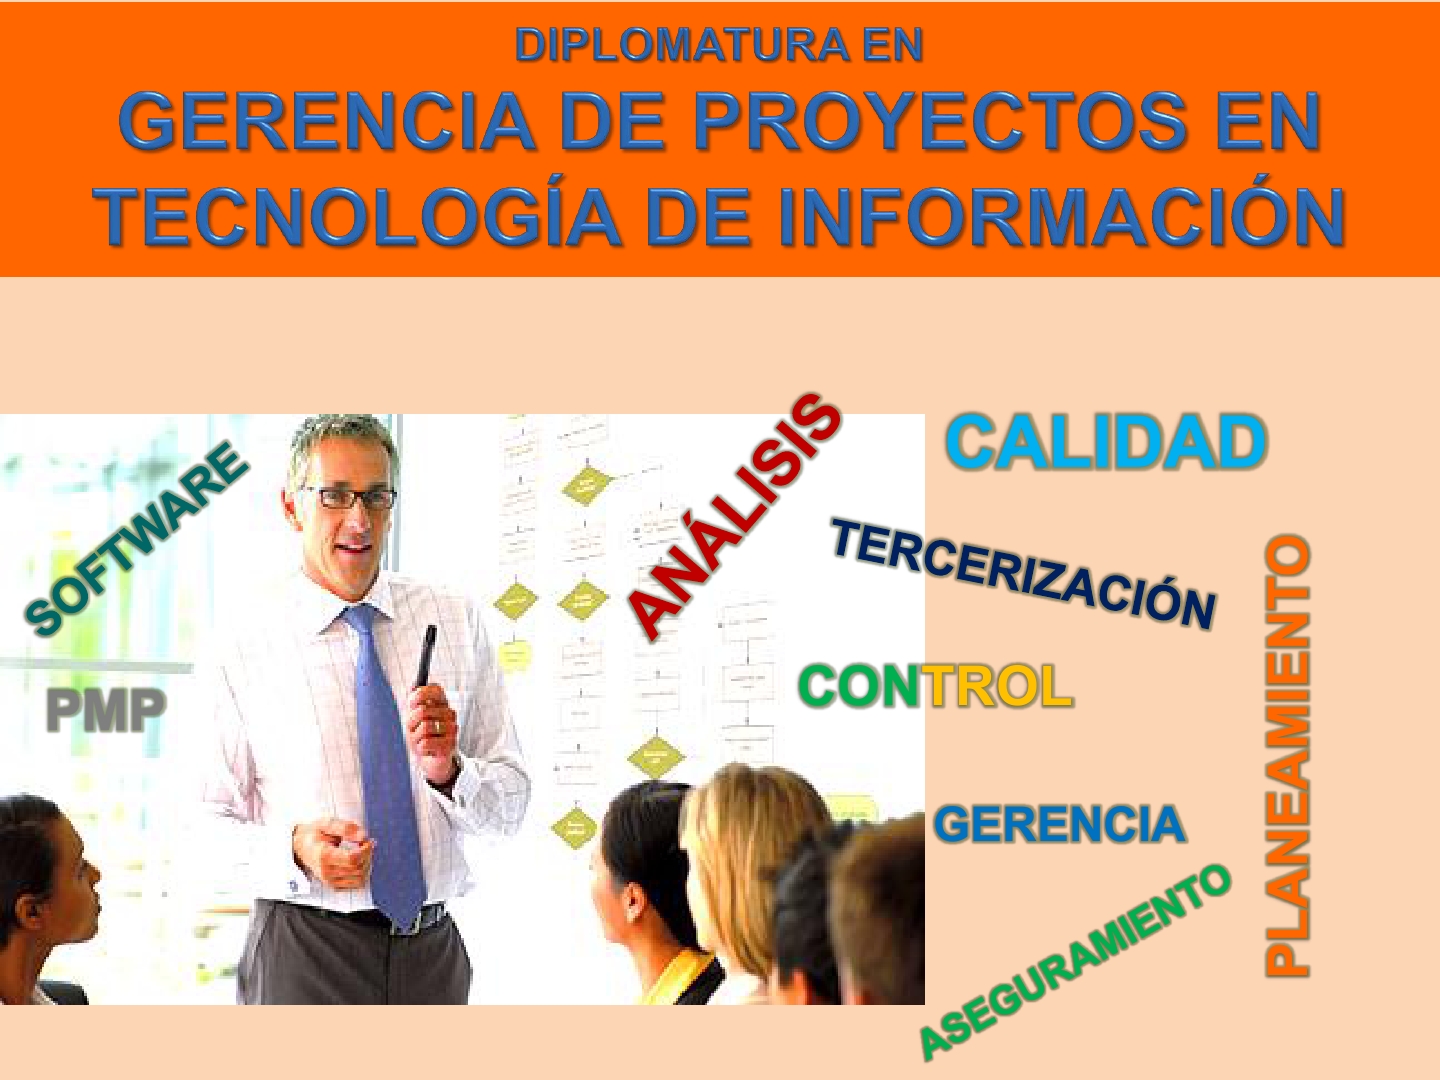 DIPLOMATURA EN
GERENCIA DE PROYECTOS EN
TECNOLOGÍA DE INFORMACIÓN
SOFTWARE
ANÁLISIS
CALIDAD
TERCERIZACIÓN
PMP
CONTROL
PLANEAMIENTO
GERENCIA
ASEGURAMIENTO